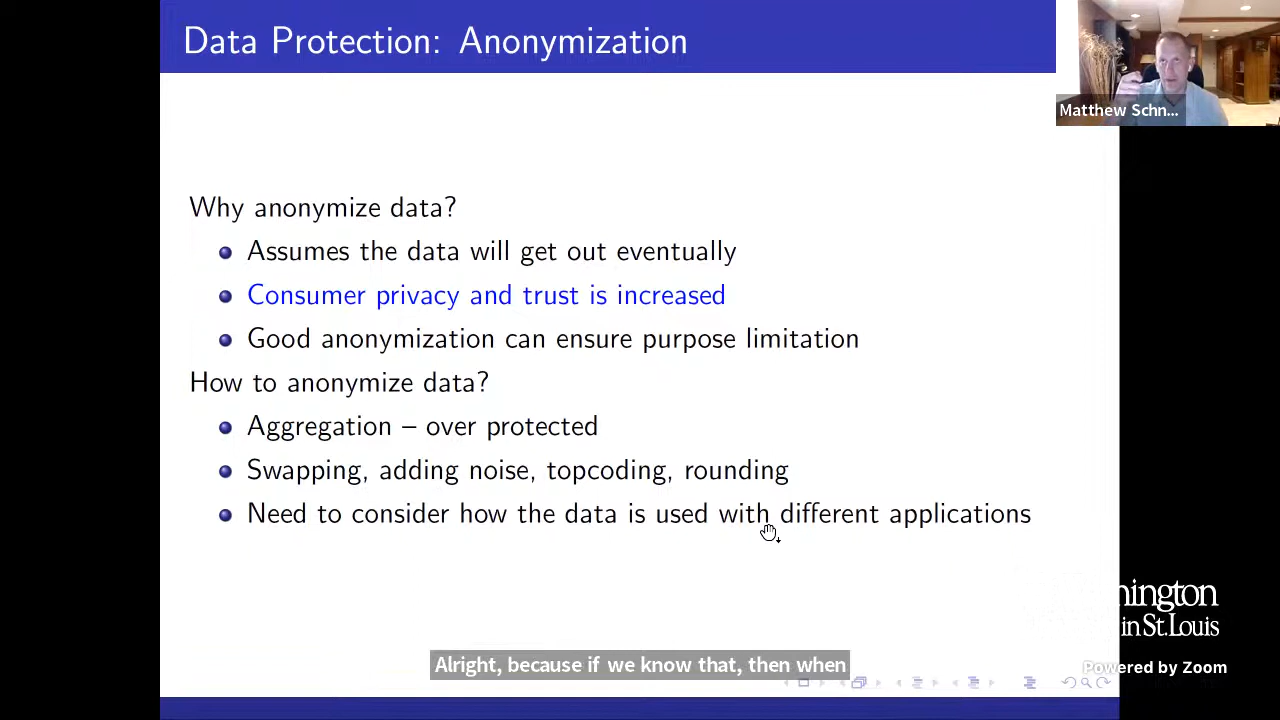 Data Protection: Anonymization
Matthew Schn...
Why anonymize data?
Assumes the data will get out eventually
Consumer privacy and trust is increased
Good anonymization can ensure purpose limitation
How to anonymize data?
Aggregation – over protected
Swapping, adding noise, topcoding, rounding
Need to consider how the data is used with different applications
nington
in St.Louis
Alright, because if we know that, then when
Powered by Zoom